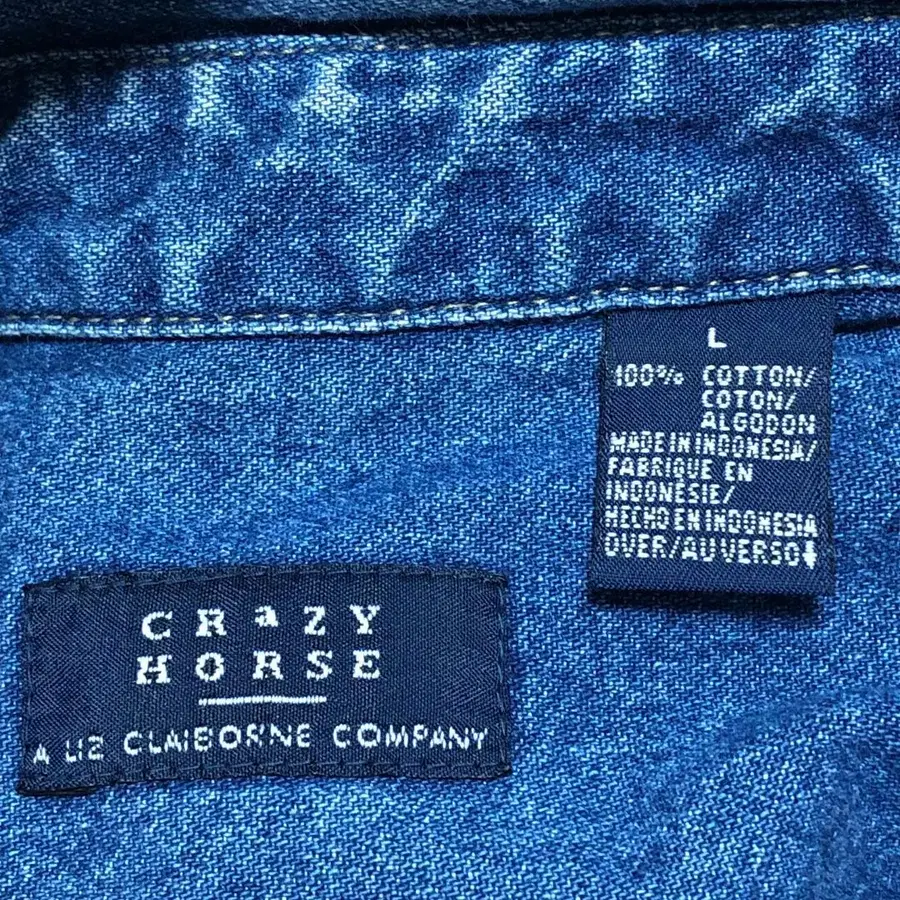 L
100% COTTON/
COTON/
ALGODON
MADE IN INDONESIA/
FABRIQUE EN
INDONÉSIE/
HECHO EN INDONESIA
OVER/AU VERSO
CRaZY
HORSE
A LIZ CLAIBORNE COMPANY